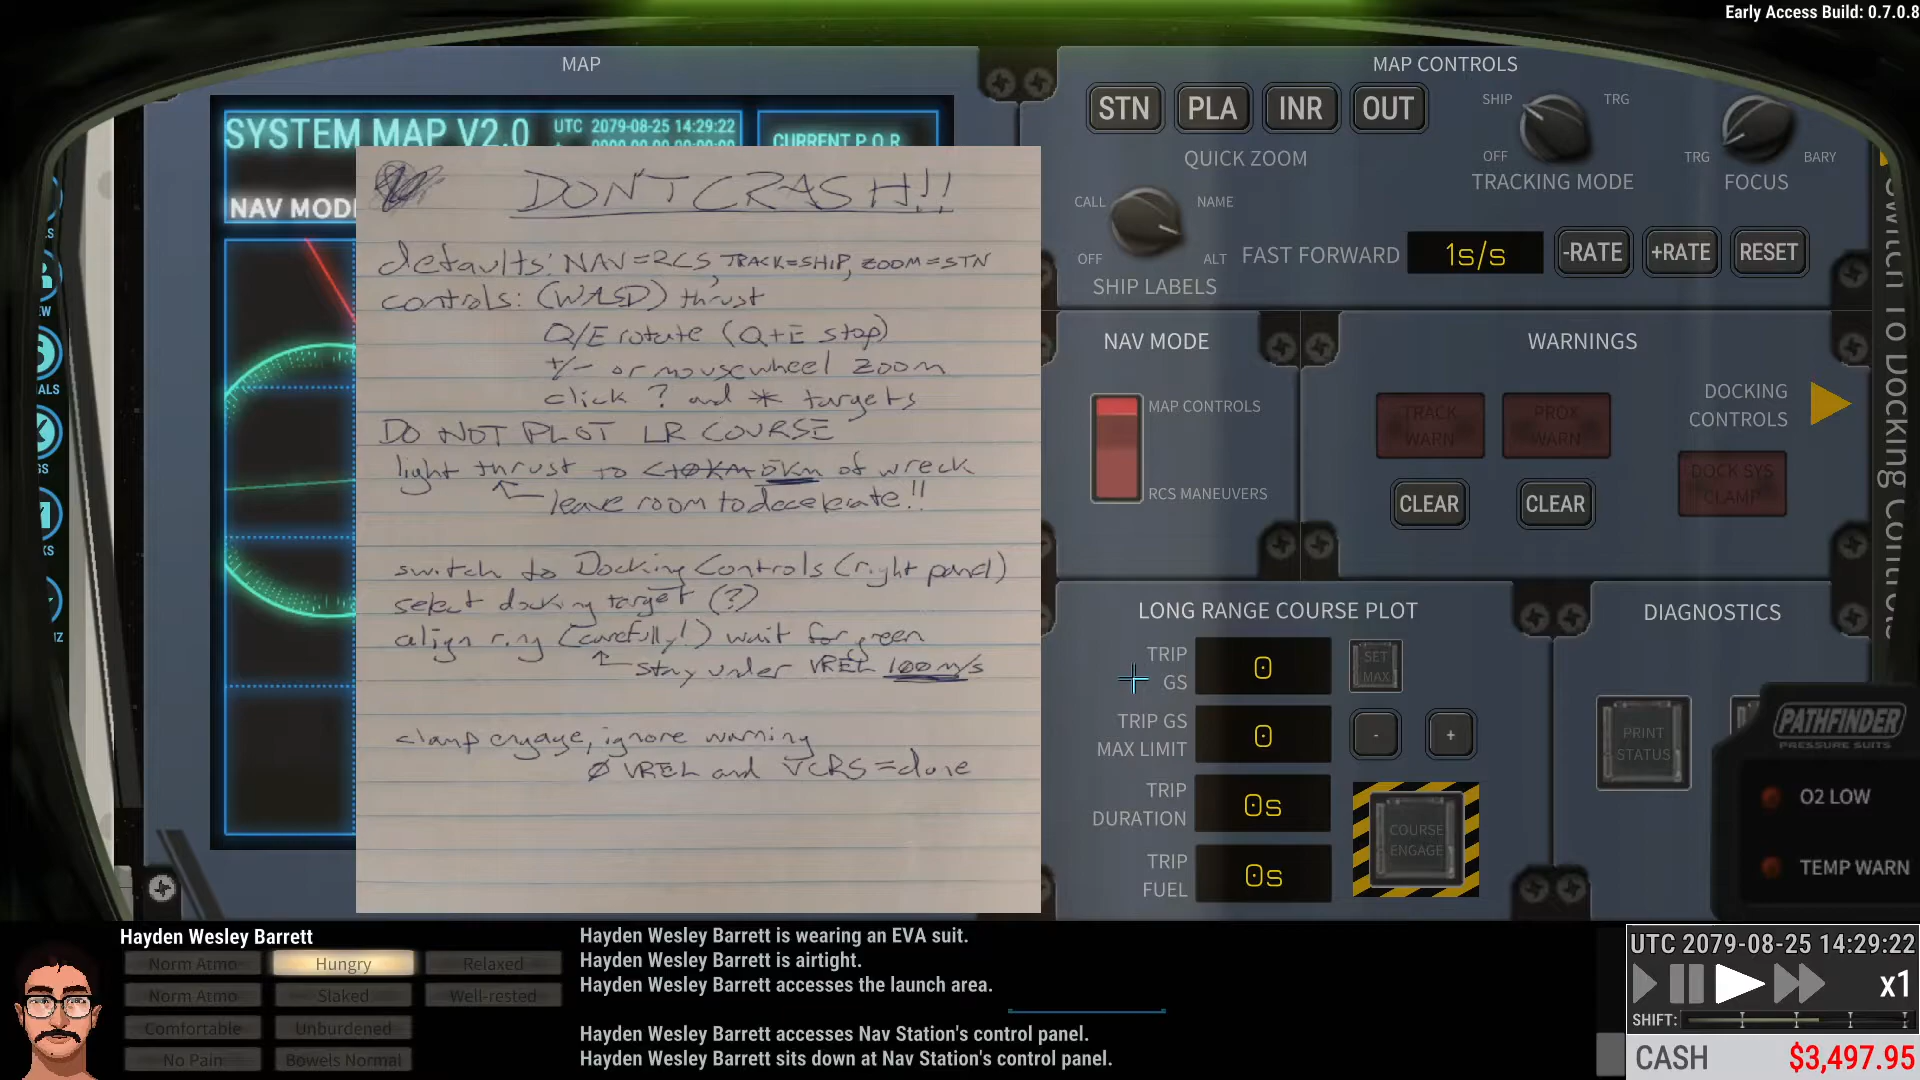 Early Access Build: 0.7.0.8
MAP
SYSTEM MAP V2.0
UTC 2079-08-25 14:29:22
CURRENT P.O.R
NAV MODE
DON'T CRASH!!
defaults: NAV=RCS, TRACK=SHIP, ZOOM=STN
controls: (WASD) thrust
Q/E rotate (Q+E stop)
+/- or mousewheel zoom
click ? and * targets
DO NOT PLOT LR COURSE
light thrust to <10km 5km of wreck
leave room to decelerate!!
switch to Docking Controls (right panel)
select docking target (?)
align ring (carefully!) wait for green
stay under VREL 100m/s
clamp engage, ignore warning
Ø VREL and VCRS = done
MAP CONTROLS
STN PLA INR OUT
QUICK ZOOM
SHIP TRG
OFF
TRACKING MODE
TRG BARY
FOCUS
CALL NAME
OFF ALT
SHIP LABELS
FAST FORWARD 1s/s -RATE +RATE RESET
NAV MODE
MAP CONTROLS
RCS MANEUVERS
WARNINGS
TRACK WARN
PROX WARN
CLEAR CLEAR
DOCKING CONTROLS
DOCK SYS CLAMP
Switch To Docking Controls
LONG RANGE COURSE PLOT
TRIP GS 0 SET MAX
TRIP GS MAX LIMIT 0 - +
TRIP DURATION 0s
TRIP FUEL 0s
COURSE ENGAGE
DIAGNOSTICS
PRINT STATUS
PATHFINDER
PRESSURE SUITS
O2 LOW
TEMP WARN
Hayden Wesley Barrett
Norm Atmo Hungry Relaxed
Norm Atmo Slaked Well-rested
Comfortable Unburdened
No Pain Bowels Normal
Hayden Wesley Barrett is wearing an EVA suit.
Hayden Wesley Barrett is airtight.
Hayden Wesley Barrett accesses the launch area.
Hayden Wesley Barrett accesses Nav Station's control panel.
Hayden Wesley Barrett sits down at Nav Station's control panel.
UTC 2079-08-25 14:29:22
x1
SHIFT:
CASH $3,497.95